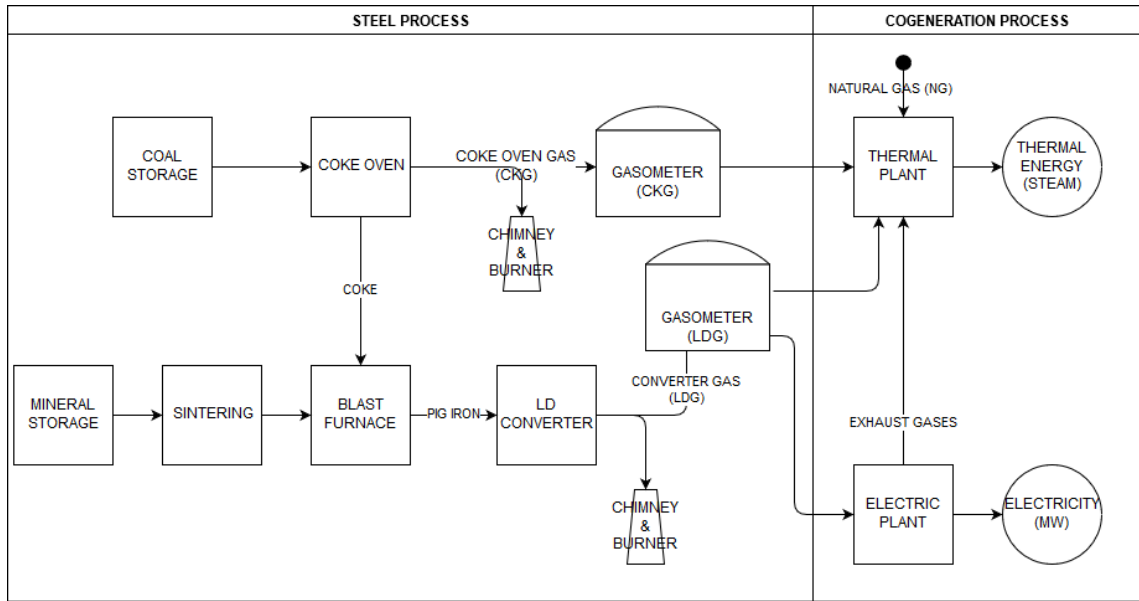 STEEL PROCESS
COGENERATION PROCESS
NATURAL GAS (NG)
COAL
STORAGE
COKE OVEN
COKE OVEN GAS
(CKG)
GASOMETER
(CKG)
THERMAL
PLANT
THERMAL
ENERGY
(STEAM)
CHIMNEY
&
BURNER
COKE
GASOMETER
(LDG)
CONVERTER GAS
(LDG)
MINERAL
STORAGE
SINTERING
BLAST
FURNACE
PIG IRON
LD
CONVERTER
EXHAUST GASES
CHIMNEY
&
BURNER
ELECTRIC
PLANT
ELECTRICITY
(MW)